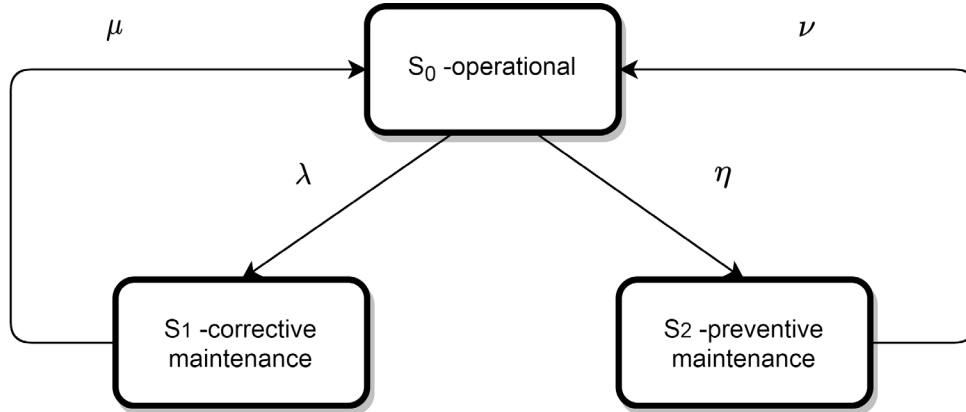 μ
S₀ -operational
ν
λ
η
S1 -corrective
maintenance
S2 -preventive
maintenance